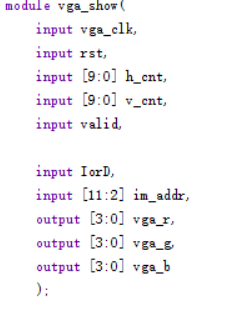 module vga_show(
input vga_clk,
input rst,
input [9:0] h_cnt,
input [9:0] v_cnt,
input valid,
input IorD,
input [11:2] im_addr,
output [3:0] vga_r,
output [3:0] vga_g,
output [3:0] vga_b
);